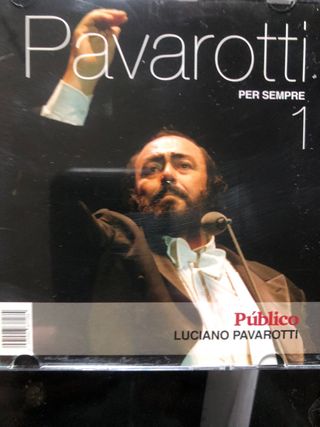 Pavarotti
PER SEMPRE
1
Público
LUCIANO PAVAROTTI